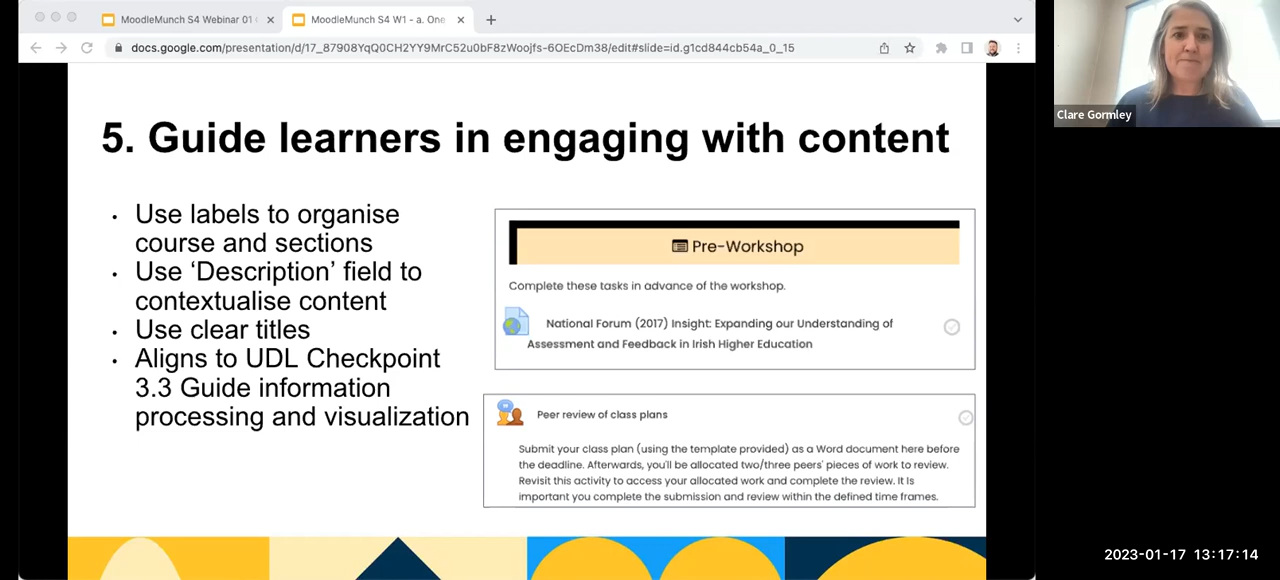 MoodleMunch S4 Webinar 01
MoodleMunch S4 W1 - a. One
docs.google.com/presentation/d/17_87908YqQ0CH2YY9MrC52u0bF8zWoojfs-6OEcDm38/edit#slide=id.g1cd844cb54a_0_15
Clare Gormley
5. Guide learners in engaging with content
• Use labels to organise
course and sections
• Use ‘Description’ field to
contextualise content
• Use clear titles
• Aligns to UDL Checkpoint
3.3 Guide information
processing and visualization
Pre-Workshop
Complete these tasks in advance of the workshop.
National Forum (2017) Insight: Expanding our Understanding of
Assessment and Feedback in Irish Higher Education
Peer review of class plans
Submit your class plan (using the template provided) as a Word document here before
the deadline. Afterwards, you'll be allocated two/three peers' pieces of work to review.
Revisit this activity to access your allocated work and complete the review. It Is
important you complete the submission and review within the defined time frames.
2023-01-17 13:17:14